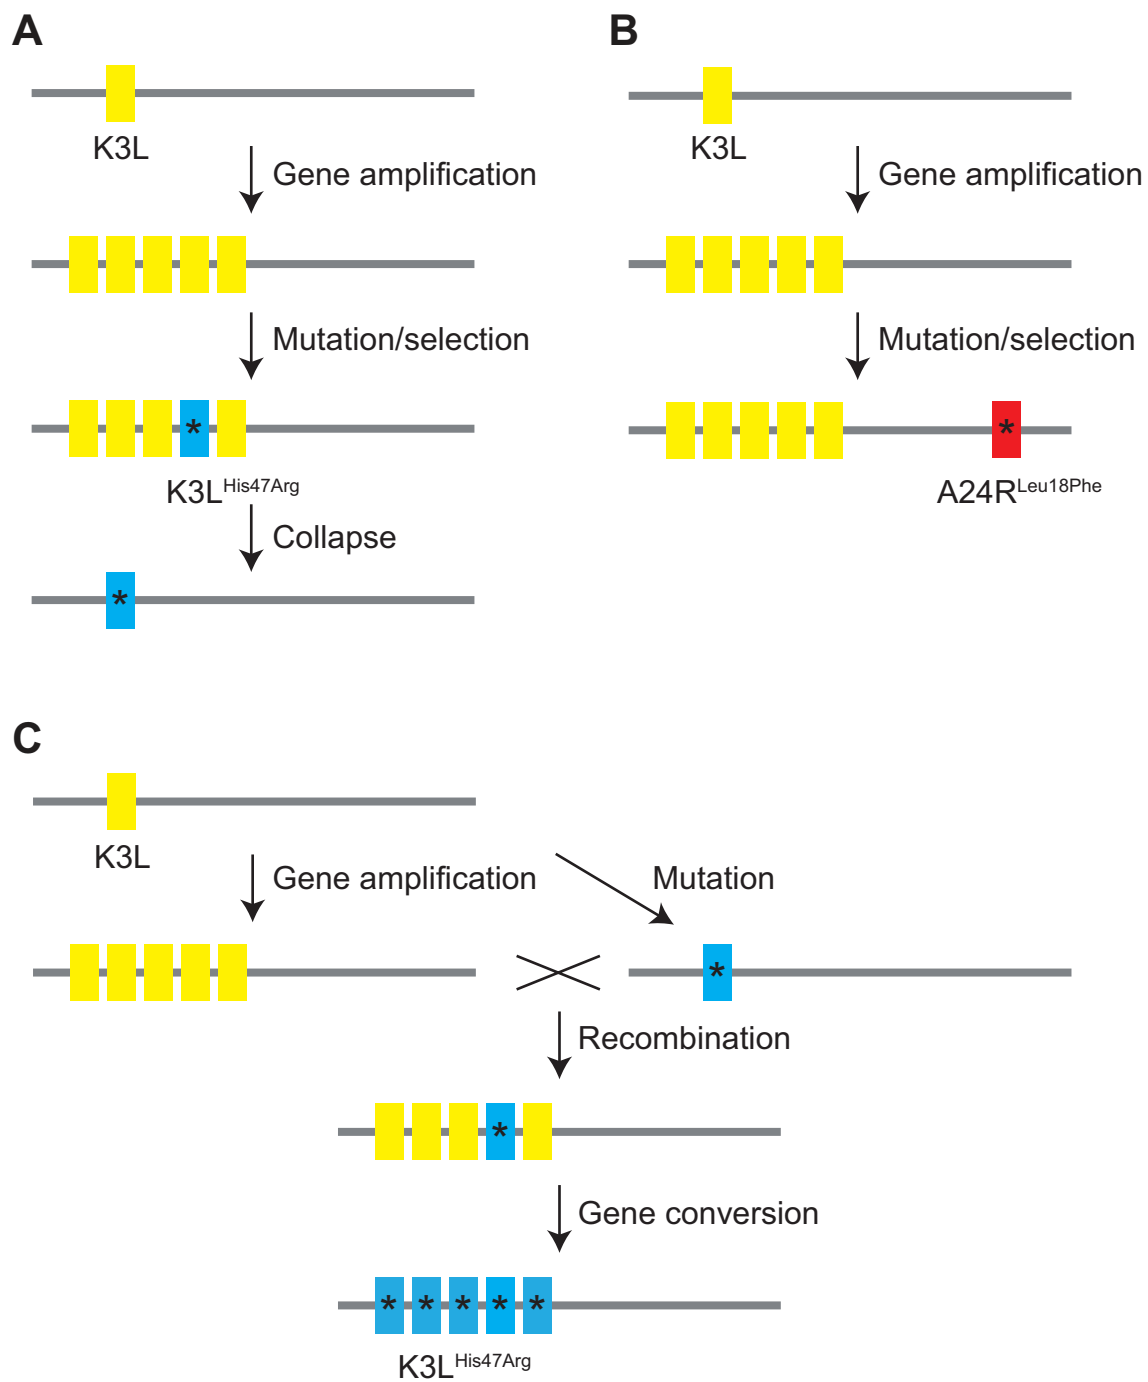 A
K3L
Gene amplification
Mutation/selection
*
K3L^His47Arg
Collapse
*
B
K3L
Gene amplification
Mutation/selection
*
A24R^Leu18Phe
C
K3L
Gene amplification
Mutation
*
Recombination
*
Gene conversion
* * * * *
K3L^His47Arg